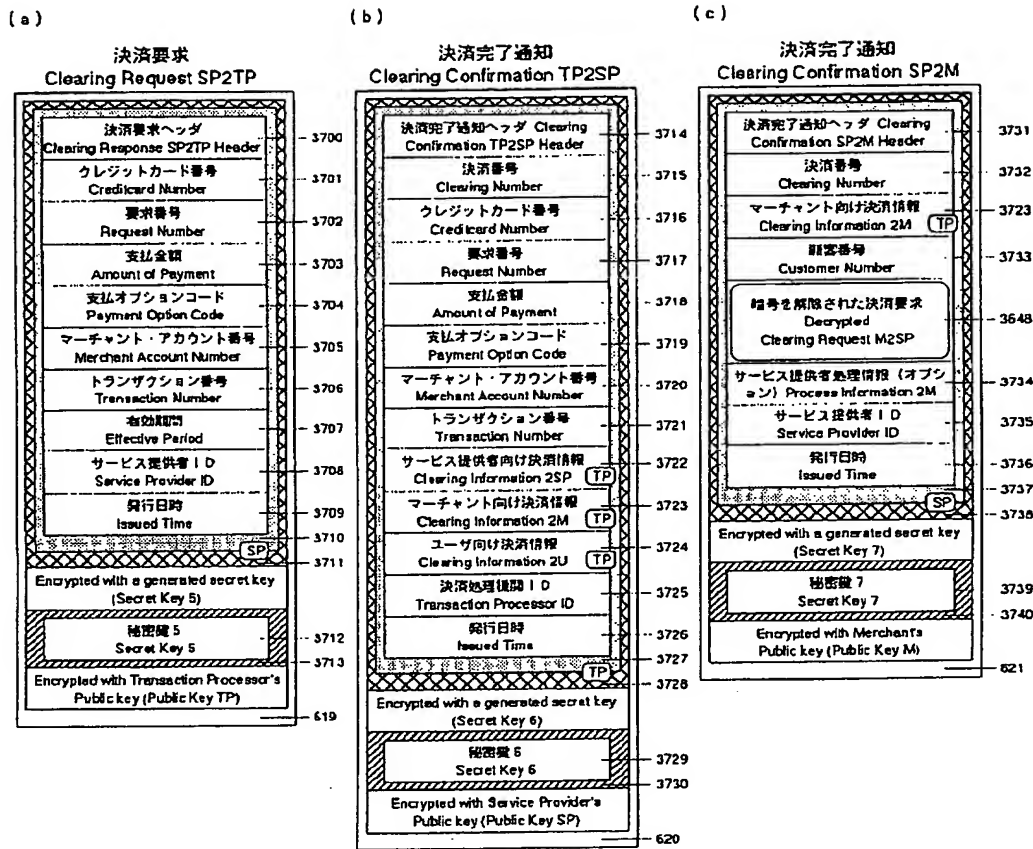 (a)
決済要求
Clearing Request SP2TP
決済要求ヘッダ
Clearing Response SP2TP Header
3700
クレジットカード番号
Creditcard Number
3701
要求番号
Request Number
3702
支払金額
Amount of Payment
3703
支払オプションコード
Payment Option Code
3704
マーチャント・アカウント番号
Merchant Account Number
3705
トランザクション番号
Transaction Number
3706
有効期間
Effective Period
3707
サービス提供者ID
Service Provider ID
3708
発行日時
Issued Time
3709
3710
SP
3711
Encrypted with a generated secret key
(Secret Key 5)
秘密鍵 5
Secret Key 5
3712
3713
Encrypted with Transaction Processor's
Public key (Public Key TP)
619
(b)
決済完了通知
Clearing Confirmation TP2SP
決済完了通知ヘッダ Clearing
Confirmation TP2SP Header
3714
決済番号
Clearing Number
3715
クレジットカード番号
Creditcard Number
3716
要求番号
Request Number
3717
支払金額
Amount of Payment
3718
支払オプションコード
Payment Option Code
3719
マーチャント・アカウント番号
Merchant Account Number
3720
トランザクション番号
Transaction Number
3721
サービス提供者向け決済情報
Clearing Information 2SP
TP
3722
マーチャント向け決済情報
Clearing Information 2M
TP
3723
ユーザ向け決済情報
Clearing Information 2U
TP
3724
決済処理機関ID
Transaction Processor ID
3725
発行日時
Issued Time
3726
3727
TP
3728
Encrypted with a generated secret key
(Secret Key 6)
秘密鍵 6
Secret Key 6
3729
3730
Encrypted with Service Provider's
Public key (Public Key SP)
620
(c)
決済完了通知
Clearing Confirmation SP2M
決済完了通知ヘッダ Clearing
Confirmation SP2M Header
3731
決済番号
Clearing Number
3732
マーチャント向け決済情報
Clearing Information 2M
TP
3723
顧客番号
Customer Number
3733
暗号を解除された決済要求
Decrypted
Clearing Request M2SP
3648
サービス提供者処理情報(オプシ
ョン) Process Information 2M
3734
サービス提供者ID
Service Provider ID
3735
発行日時
Issued Time
3736
3737
SP
3738
Encrypted with a generated secret key
(Secret Key 7)
秘密鍵 7
Secret Key 7
3739
3740
Encrypted with Merchant's
Public key (Public Key M)
621